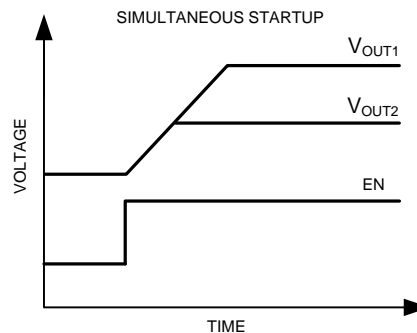 SIMULTANEOUS STARTUP
VOUT1
VOUT2
EN
VOLTAGE
TIME